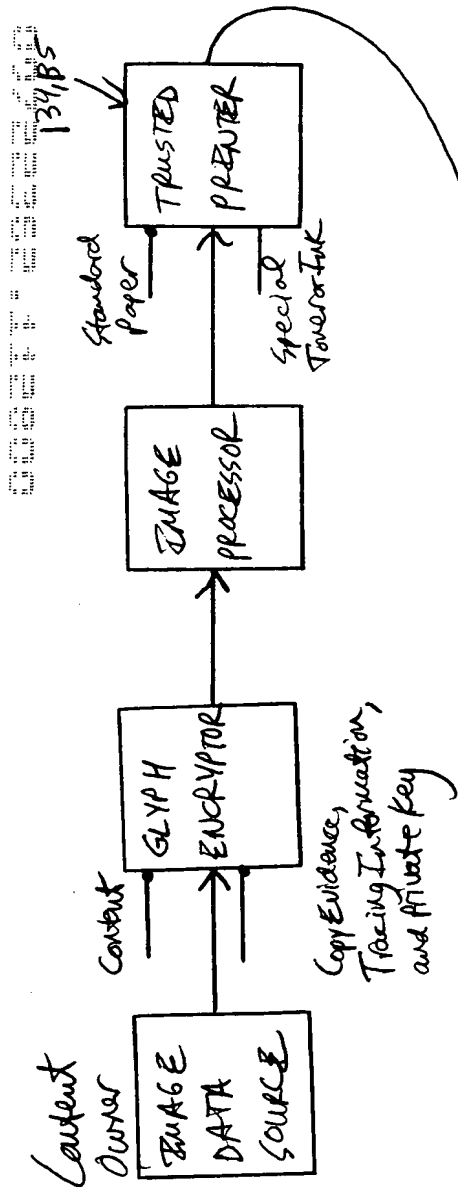 Content
Owner
IMAGE
DATA
SOURCE
Content
GLYPH
ENCRYPTOR
Copy Evidence,
Tracing Information,
and Private Key
IMAGE
PROCESSOR
Standard
Paper
TRUSTED
PRINTER
Special
Toner or Ink
134,B5